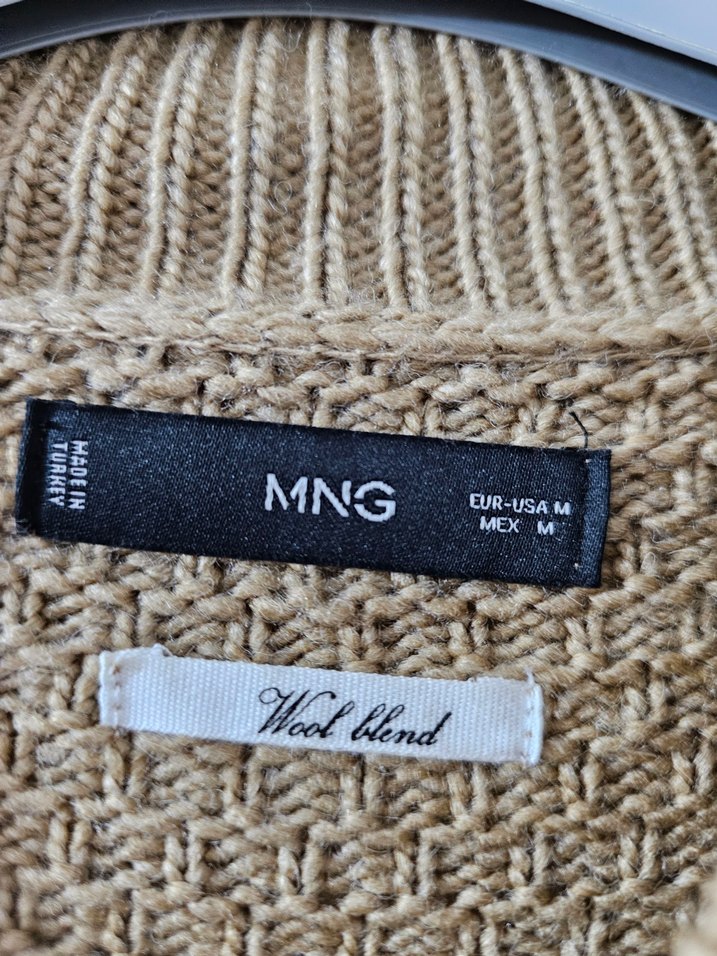 MADE IN
TURKEY
MNG
EUR-USA M
MEX M
Wool blend